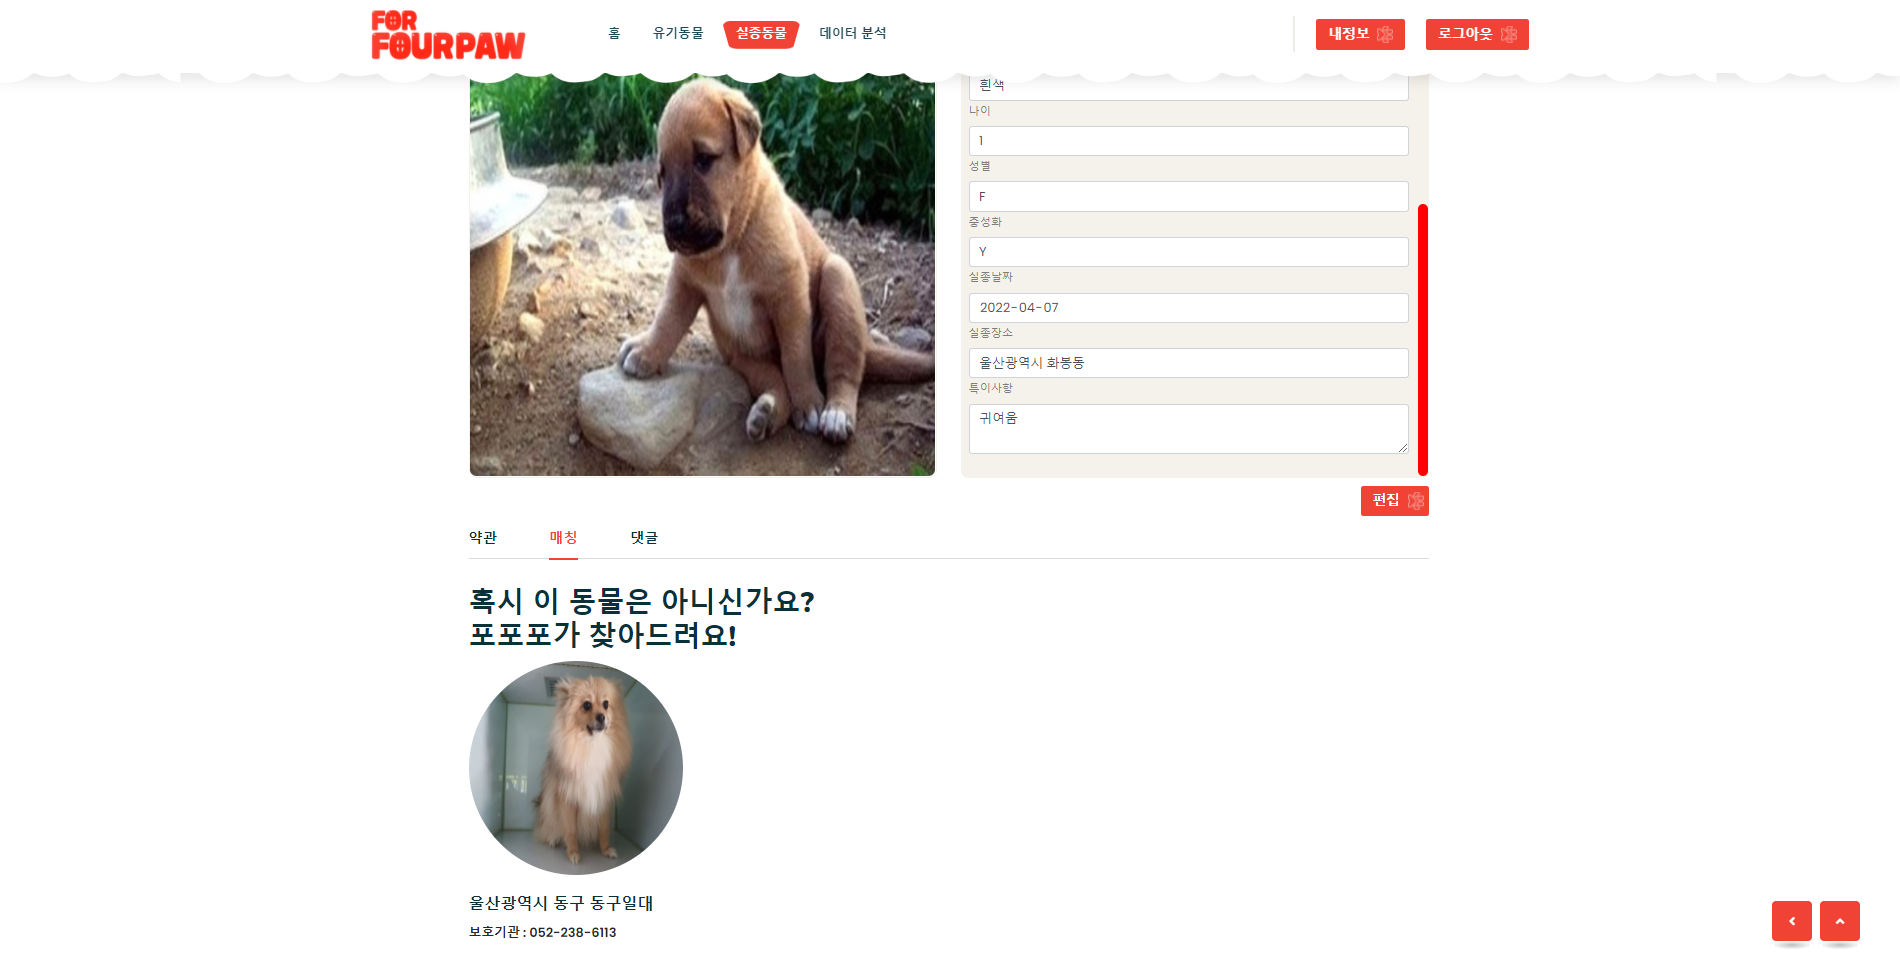 FOR
FOURPAW
홈
유기동물
실종동물
데이터 분석
내정보
로그아웃
흰색
나이
1
성별
F
중성화
Y
실종날짜
2022-04-07
실종장소
울산광역시 화봉동
특이사항
귀여움
편집
약관
매칭
댓글
혹시 이 동물은 아니신가요?
포포포가 찾아드려요!
울산광역시 동구 동구일대
보호기관 : 052-238-6113